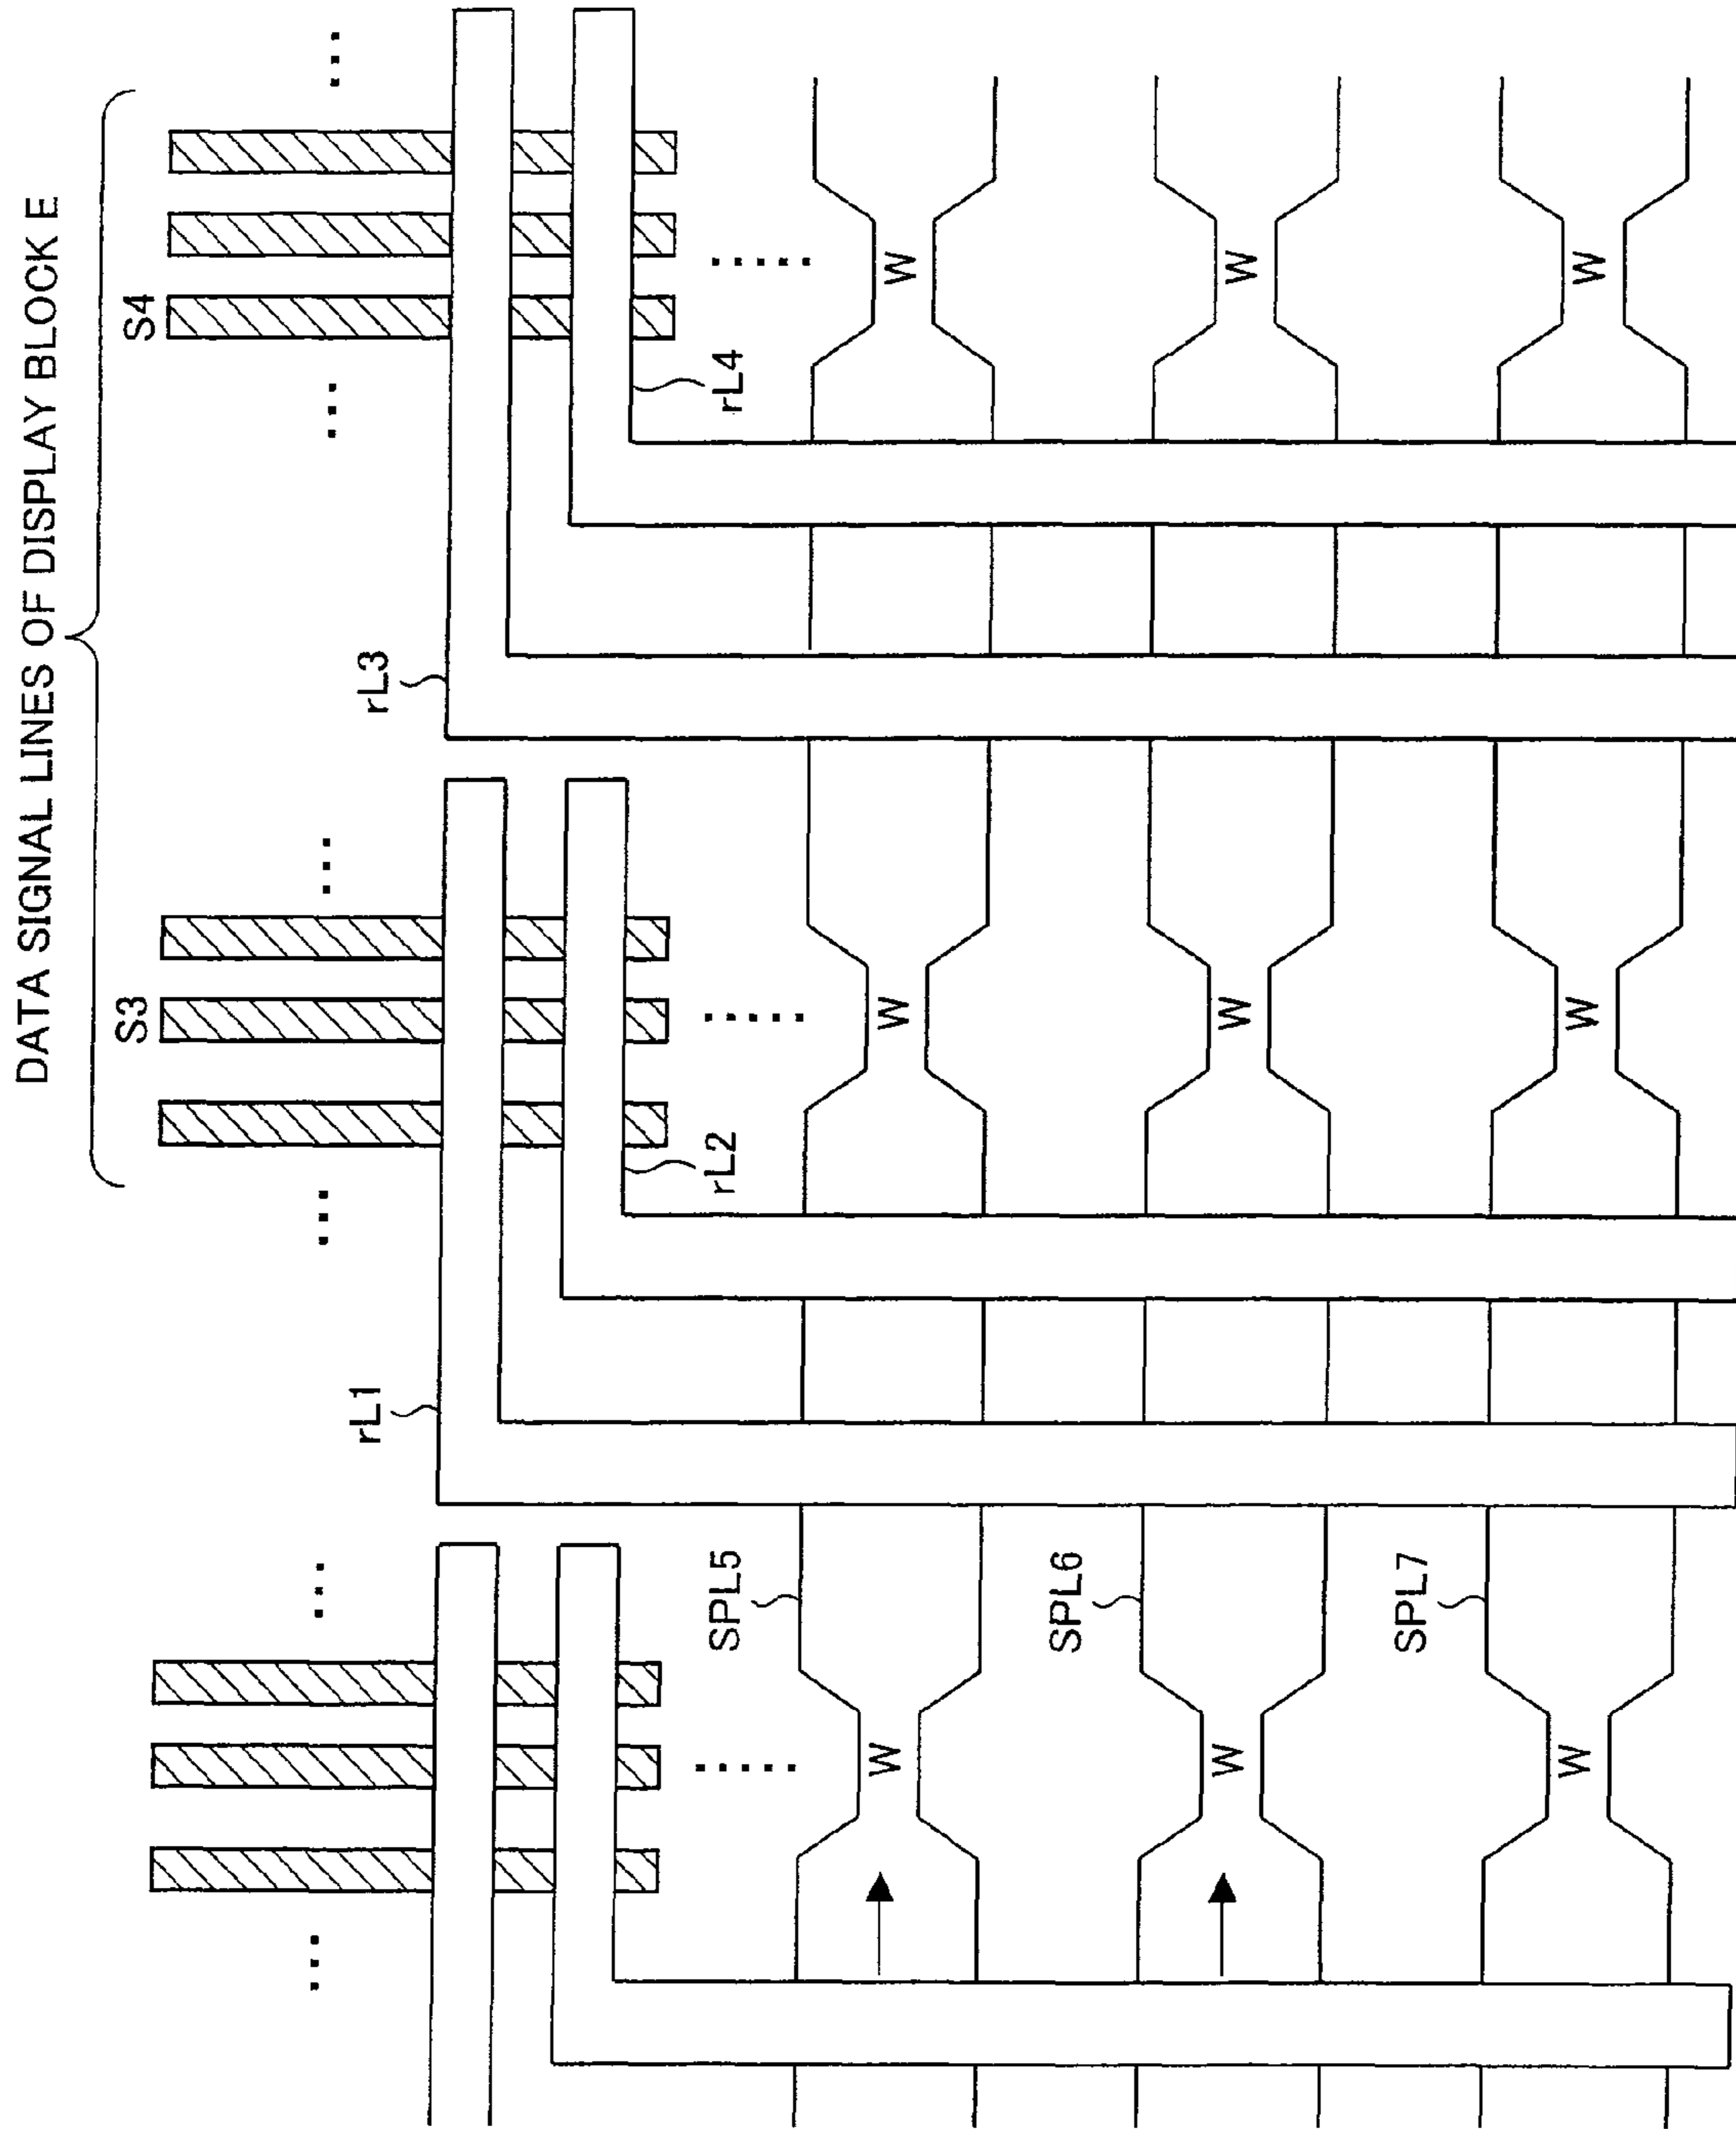 DATA SIGNAL LINES OF DISPLAY BLOCK E
S3
S4
rL1
rL3
rL2
rL4
SPL5
W
W
W
SPL6
W
W
W
SPL7
W
W
W